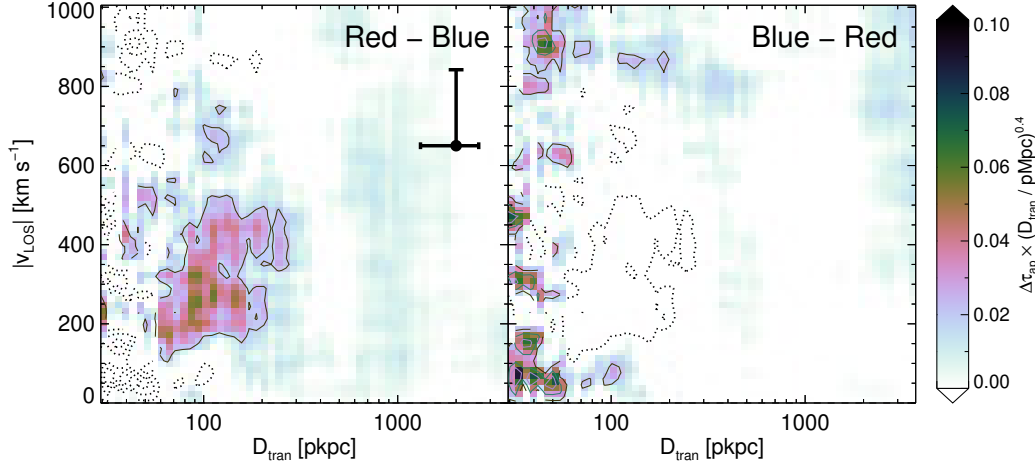 Red − Blue
Blue − Red
1000
800
600
400
200
0
|v_LOS| [km s⁻¹]
100
1000
D_tran [pkpc]
100
1000
D_tran [pkpc]
0.10
0.08
0.06
0.04
0.02
0.00
Δτ_an × (D_tran / pMpc)^0.4